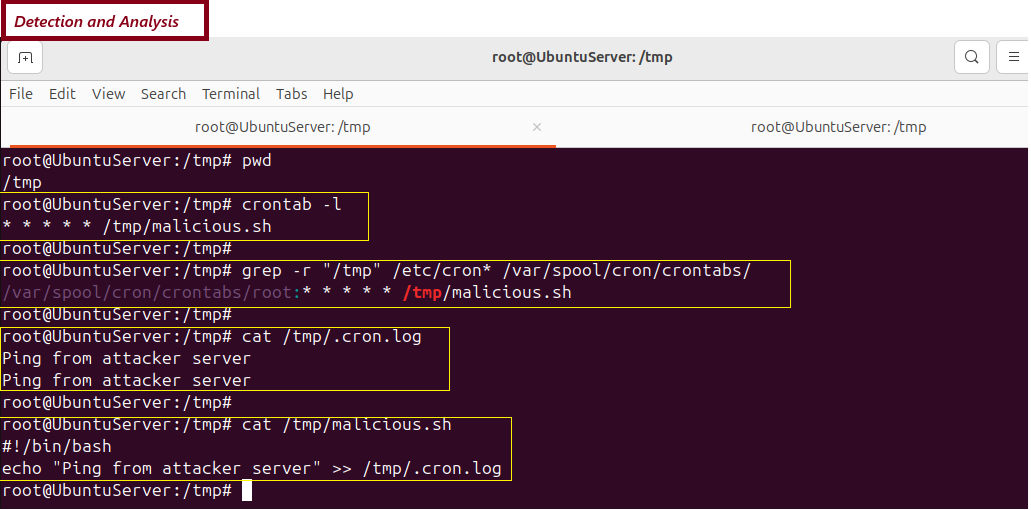 Detection and Analysis
root@UbuntuServer: /tmp
File Edit View Search Terminal Tabs Help
root@UbuntuServer: /tmp × root@UbuntuServer: /tmp
root@UbuntuServer:/tmp# pwd
/tmp
root@UbuntuServer:/tmp# crontab -l
* * * * * /tmp/malicious.sh
root@UbuntuServer:/tmp#
root@UbuntuServer:/tmp# grep -r "/tmp" /etc/cron* /var/spool/cron/crontabs/
/var/spool/cron/crontabs/root:* * * * * /tmp/malicious.sh
root@UbuntuServer:/tmp#
root@UbuntuServer:/tmp# cat /tmp/.cron.log
Ping from attacker server
Ping from attacker server
root@UbuntuServer:/tmp#
root@UbuntuServer:/tmp# cat /tmp/malicious.sh
#!/bin/bash
echo "Ping from attacker server" >> /tmp/.cron.log
root@UbuntuServer:/tmp#